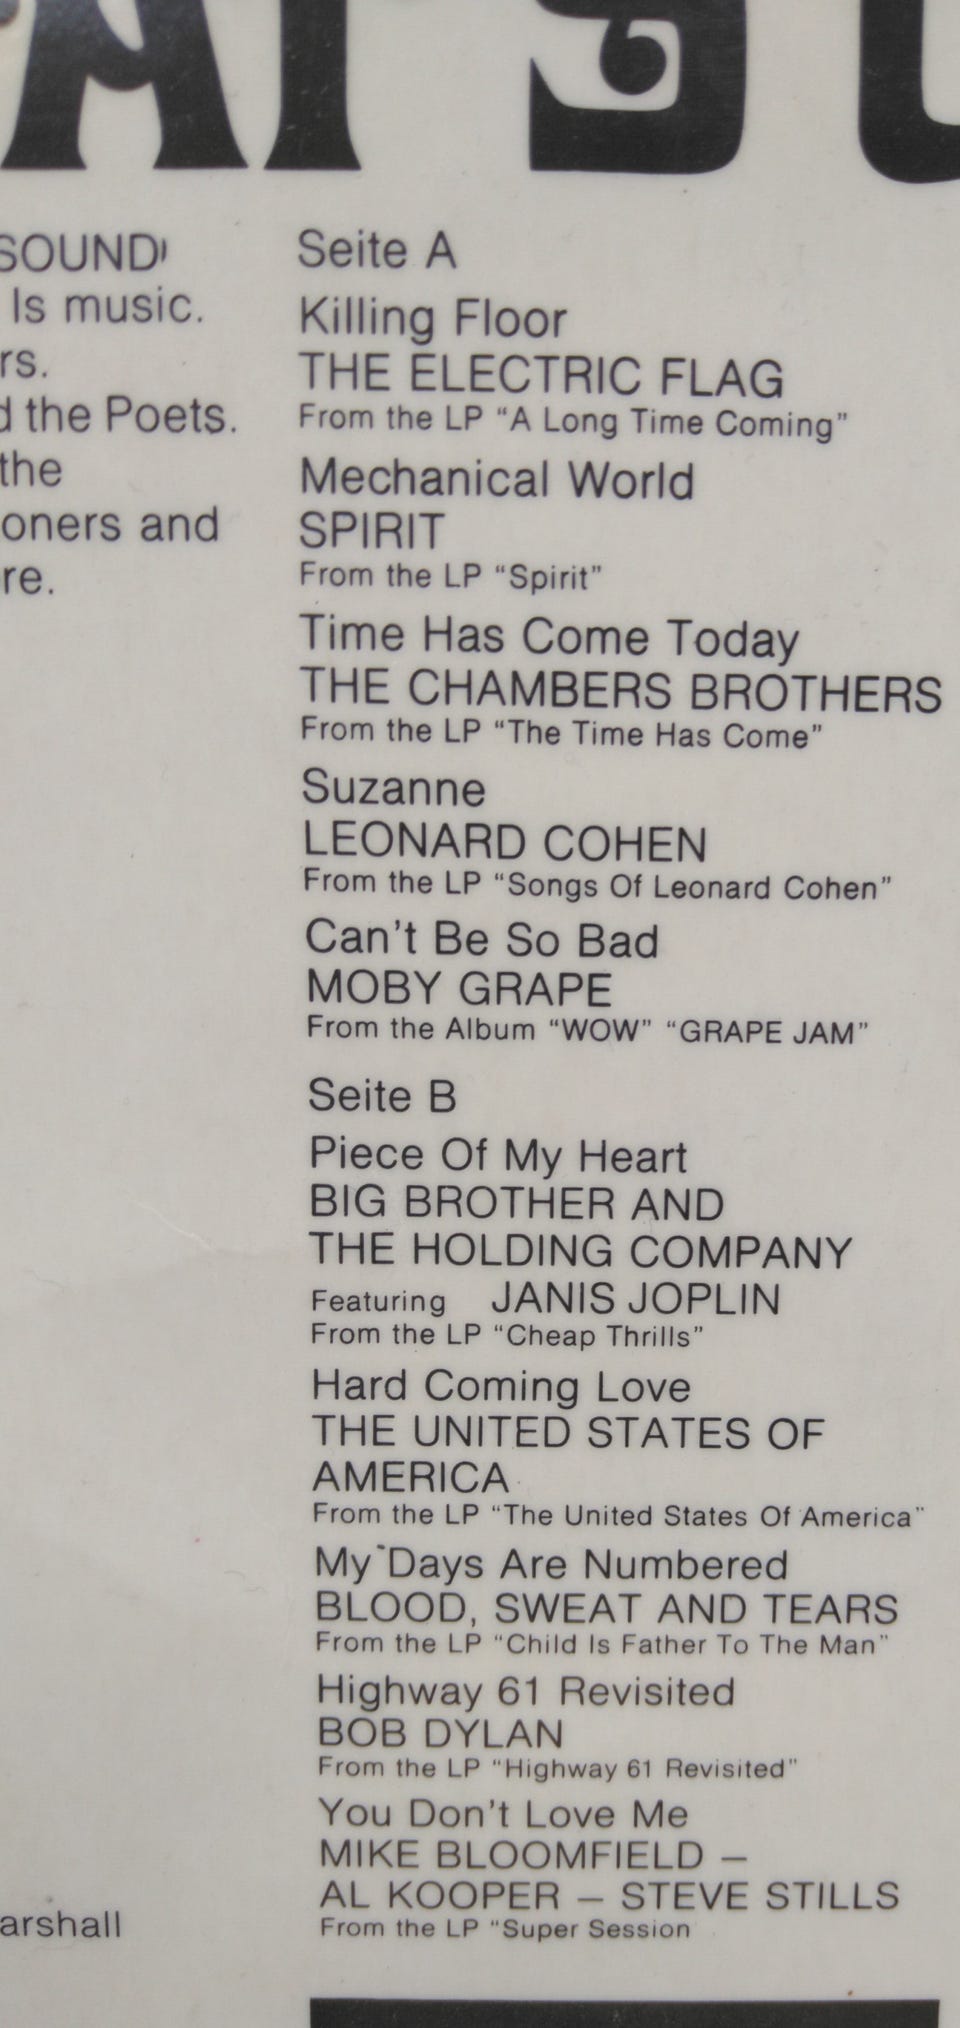 SOUND
Is music.
rs.
d the Poets.
the
oners and
re.
arshall
Seite A
Killing Floor
THE ELECTRIC FLAG
From the LP “A Long Time Coming”
Mechanical World
SPIRIT
From the LP “Spirit”
Time Has Come Today
THE CHAMBERS BROTHERS
From the LP “The Time Has Come”
Suzanne
LEONARD COHEN
From the LP “Songs Of Leonard Cohen”
Can't Be So Bad
MOBY GRAPE
From the Album “WOW” “GRAPE JAM”
Seite B
Piece Of My Heart
BIG BROTHER AND
THE HOLDING COMPANY
Featuring JANIS JOPLIN
From the LP “Cheap Thrills”
Hard Coming Love
THE UNITED STATES OF
AMERICA
From the LP “The United States Of America”
My Days Are Numbered
BLOOD, SWEAT AND TEARS
From the LP “Child Is Father To The Man”
Highway 61 Revisited
BOB DYLAN
From the LP “Highway 61 Revisited”
You Don't Love Me
MIKE BLOOMFIELD –
AL KOOPER – STEVE STILLS
From the LP “Super Session